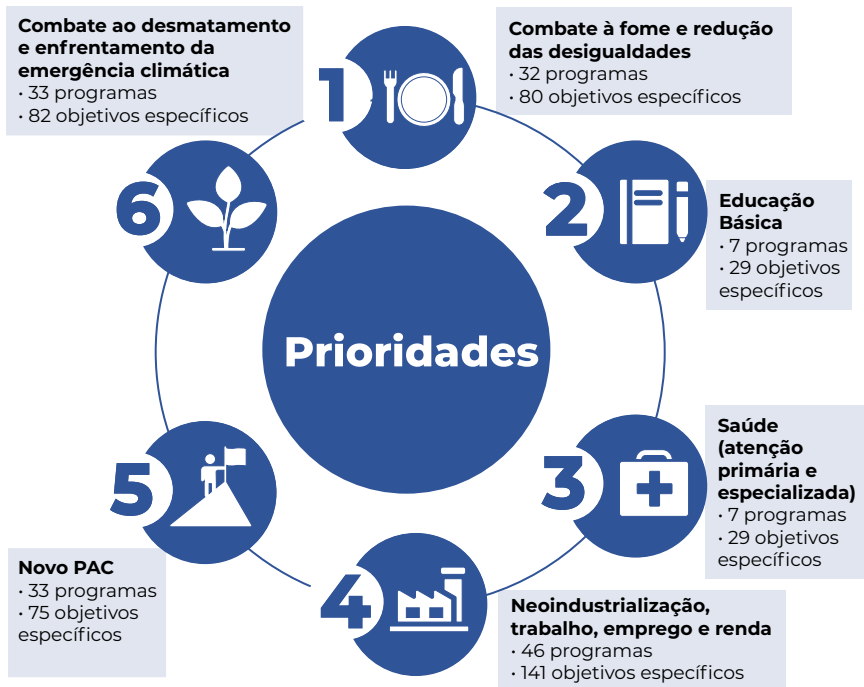 Prioridades
1
Combate à fome e redução
das desigualdades
· 32 programas
· 80 objetivos específicos
2
Educação
Básica
· 7 programas
· 29 objetivos
específicos
3
Saúde
(atenção
primária e
especializada)
· 7 programas
· 29 objetivos
específicos
4
Neoindustrialização,
trabalho, emprego e renda
· 46 programas
· 141 objetivos específicos
5
Novo PAC
· 33 programas
· 75 objetivos
específicos
6
Combate ao desmatamento
e enfrentamento da
emergência climática
· 33 programas
· 82 objetivos específicos